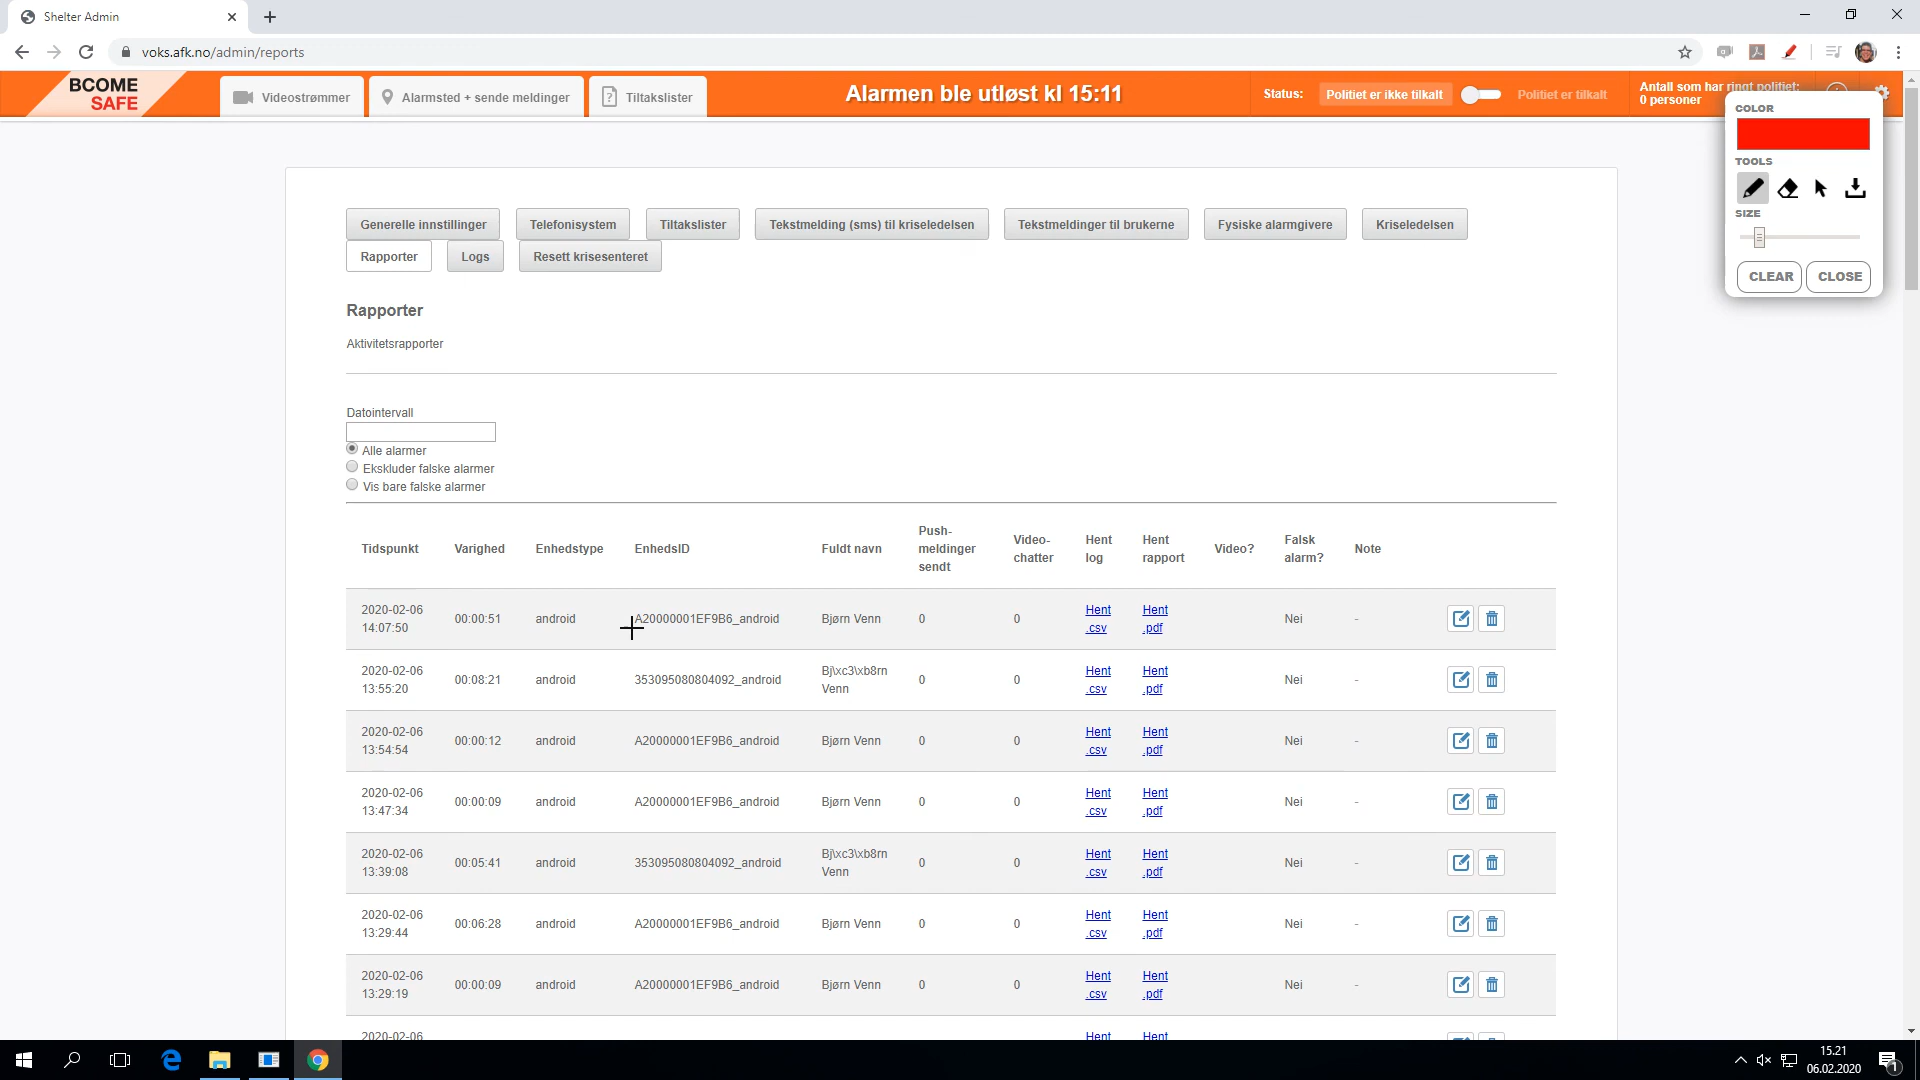 Shelter Admin
voks.afk.no/admin/reports
BCOME
SAFE
Videostrømmer
Alarmsted + sende meldinger
Tiltakslister
Alarmen ble utløst kl 15:11
Status:
Politiet er ikke tilkalt
Politiet er tilkalt
Antall som har ringt politiet:
0 personer
COLOR
TOOLS
SIZE
CLEAR
CLOSE
Generelle innstillinger
Telefonisystem
Tiltakslister
Tekstmelding (sms) til kriseledelsen
Tekstmeldinger til brukerne
Fysiske alarmgivere
Kriseledelsen
Rapporter
Logs
Resett krisesenteret
Rapporter
Aktivitetsrapporter
Datointervall
Alle alarmer
Ekskluder falske alarmer
Vis bare falske alarmer
Tidspunkt
Varighed
Enhedstype
EnhedsID
Fuldt navn
Push-
meldinger
sendt
Video-
chatter
Hent
log
Hent
rapport
Video?
Falsk
alarm?
Note
2020-02-06
14:07:50
00:00:51
android
A20000001EF9B6_android
Bjørn Venn
0
0
Hent
.csv
Hent
.pdf
Nei
-
2020-02-06
13:55:20
00:08:21
android
353095080804092_android
Bj\xc3\xb8rn
Venn
0
0
Hent
.csv
Hent
.pdf
Nei
-
2020-02-06
13:54:54
00:00:12
android
A20000001EF9B6_android
Bjørn Venn
0
0
Hent
.csv
Hent
.pdf
Nei
-
2020-02-06
13:47:34
00:00:09
android
A20000001EF9B6_android
Bjørn Venn
0
0
Hent
.csv
Hent
.pdf
Nei
-
2020-02-06
13:39:08
00:05:41
android
353095080804092_android
Bj\xc3\xb8rn
Venn
0
0
Hent
.csv
Hent
.pdf
Nei
-
2020-02-06
13:29:44
00:06:28
android
A20000001EF9B6_android
Bjørn Venn
0
0
Hent
.csv
Hent
.pdf
Nei
-
2020-02-06
13:29:19
00:00:09
android
A20000001EF9B6_android
Bjørn Venn
0
0
Hent
.csv
Hent
.pdf
Nei
-
2020-02-06
Hent
Hent
15.21
06.02.2020
1